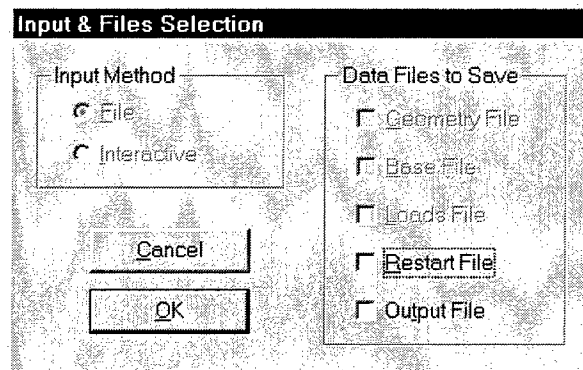 Input & Files Selection
Input Method
File
Interactive
Cancel
OK
Data Files to Save
Geometry File
Base File
Loads File
Restart File
Output File